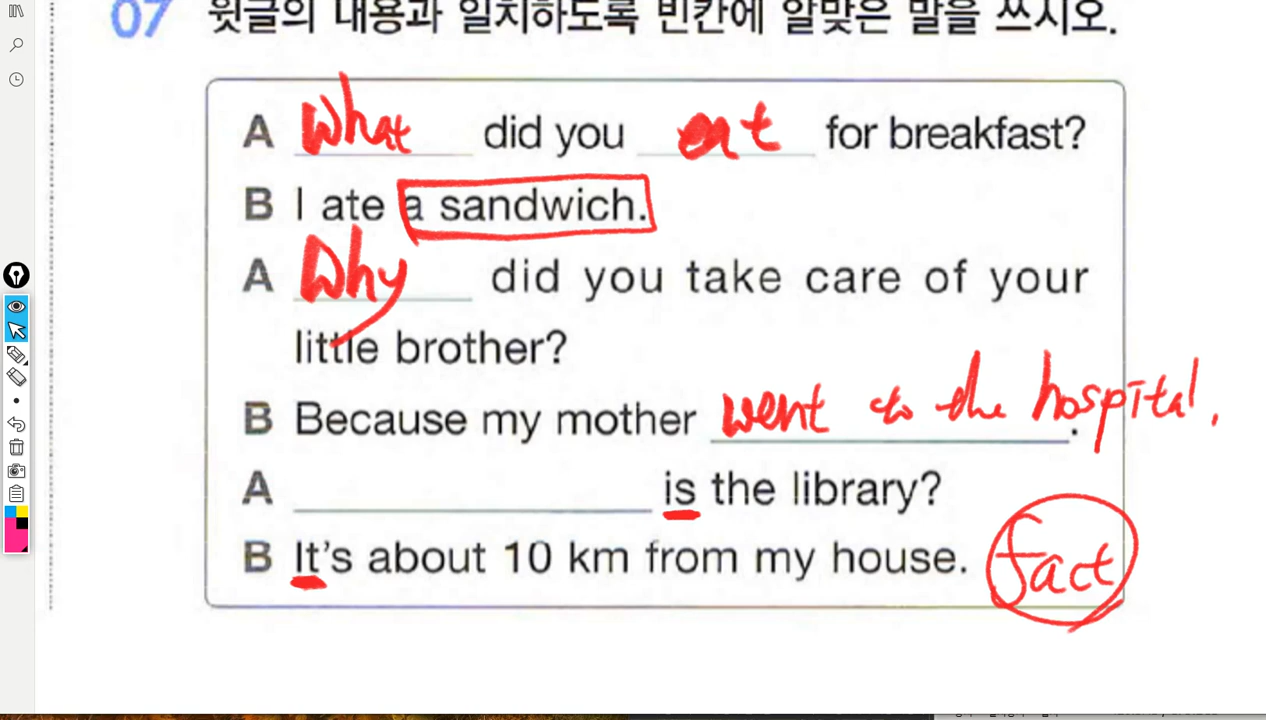 07 윗글의 내용과 일치하도록 빈칸에 알맞은 말을 쓰시오.
A What did you eat for breakfast?
B I ate a sandwich.
A Why did you take care of your
little brother?
B Because my mother went to the hospital.
A is the library?
B It's about 10 km from my house. fact